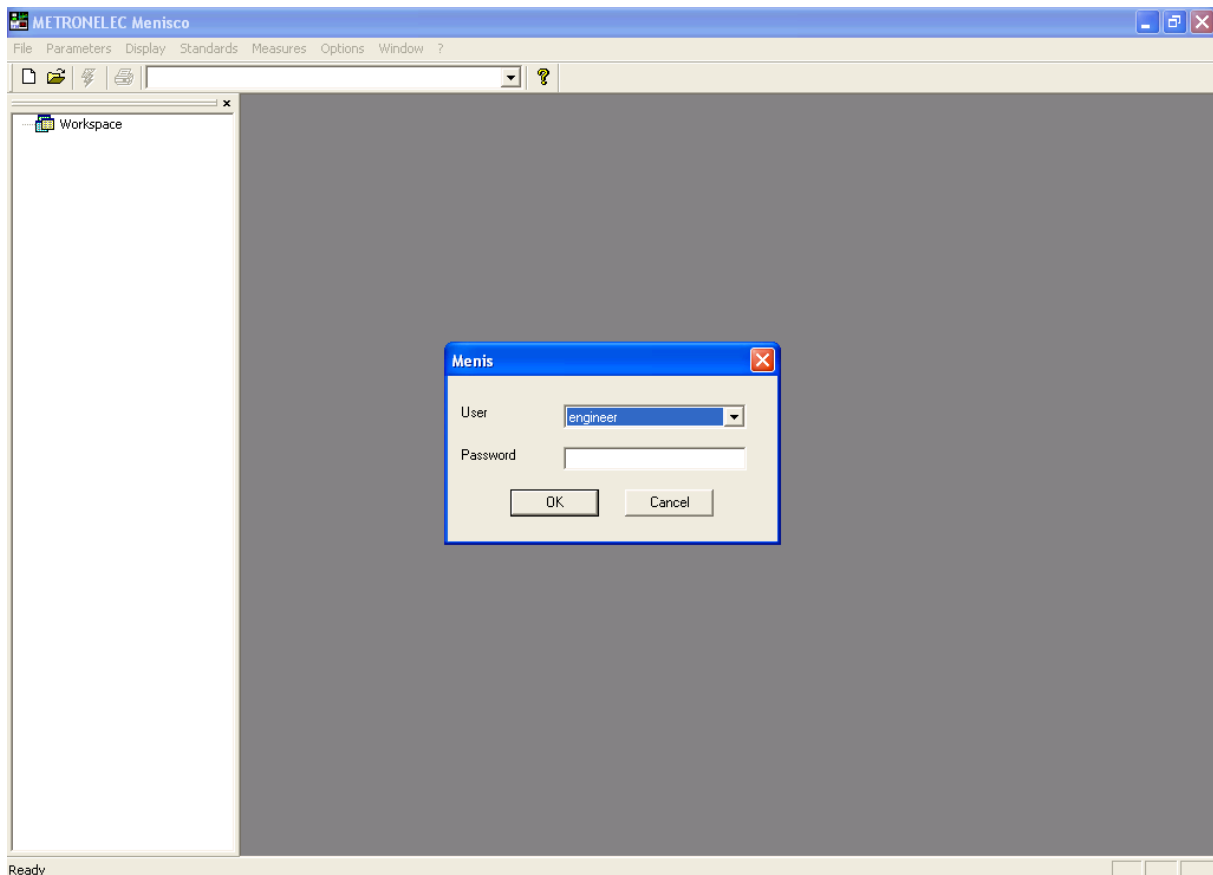 METRONELEC Menisco
File Parameters Display Standards Measures Options Window ?
Workspace
Menis
User engineer
Password
OK Cancel
Ready